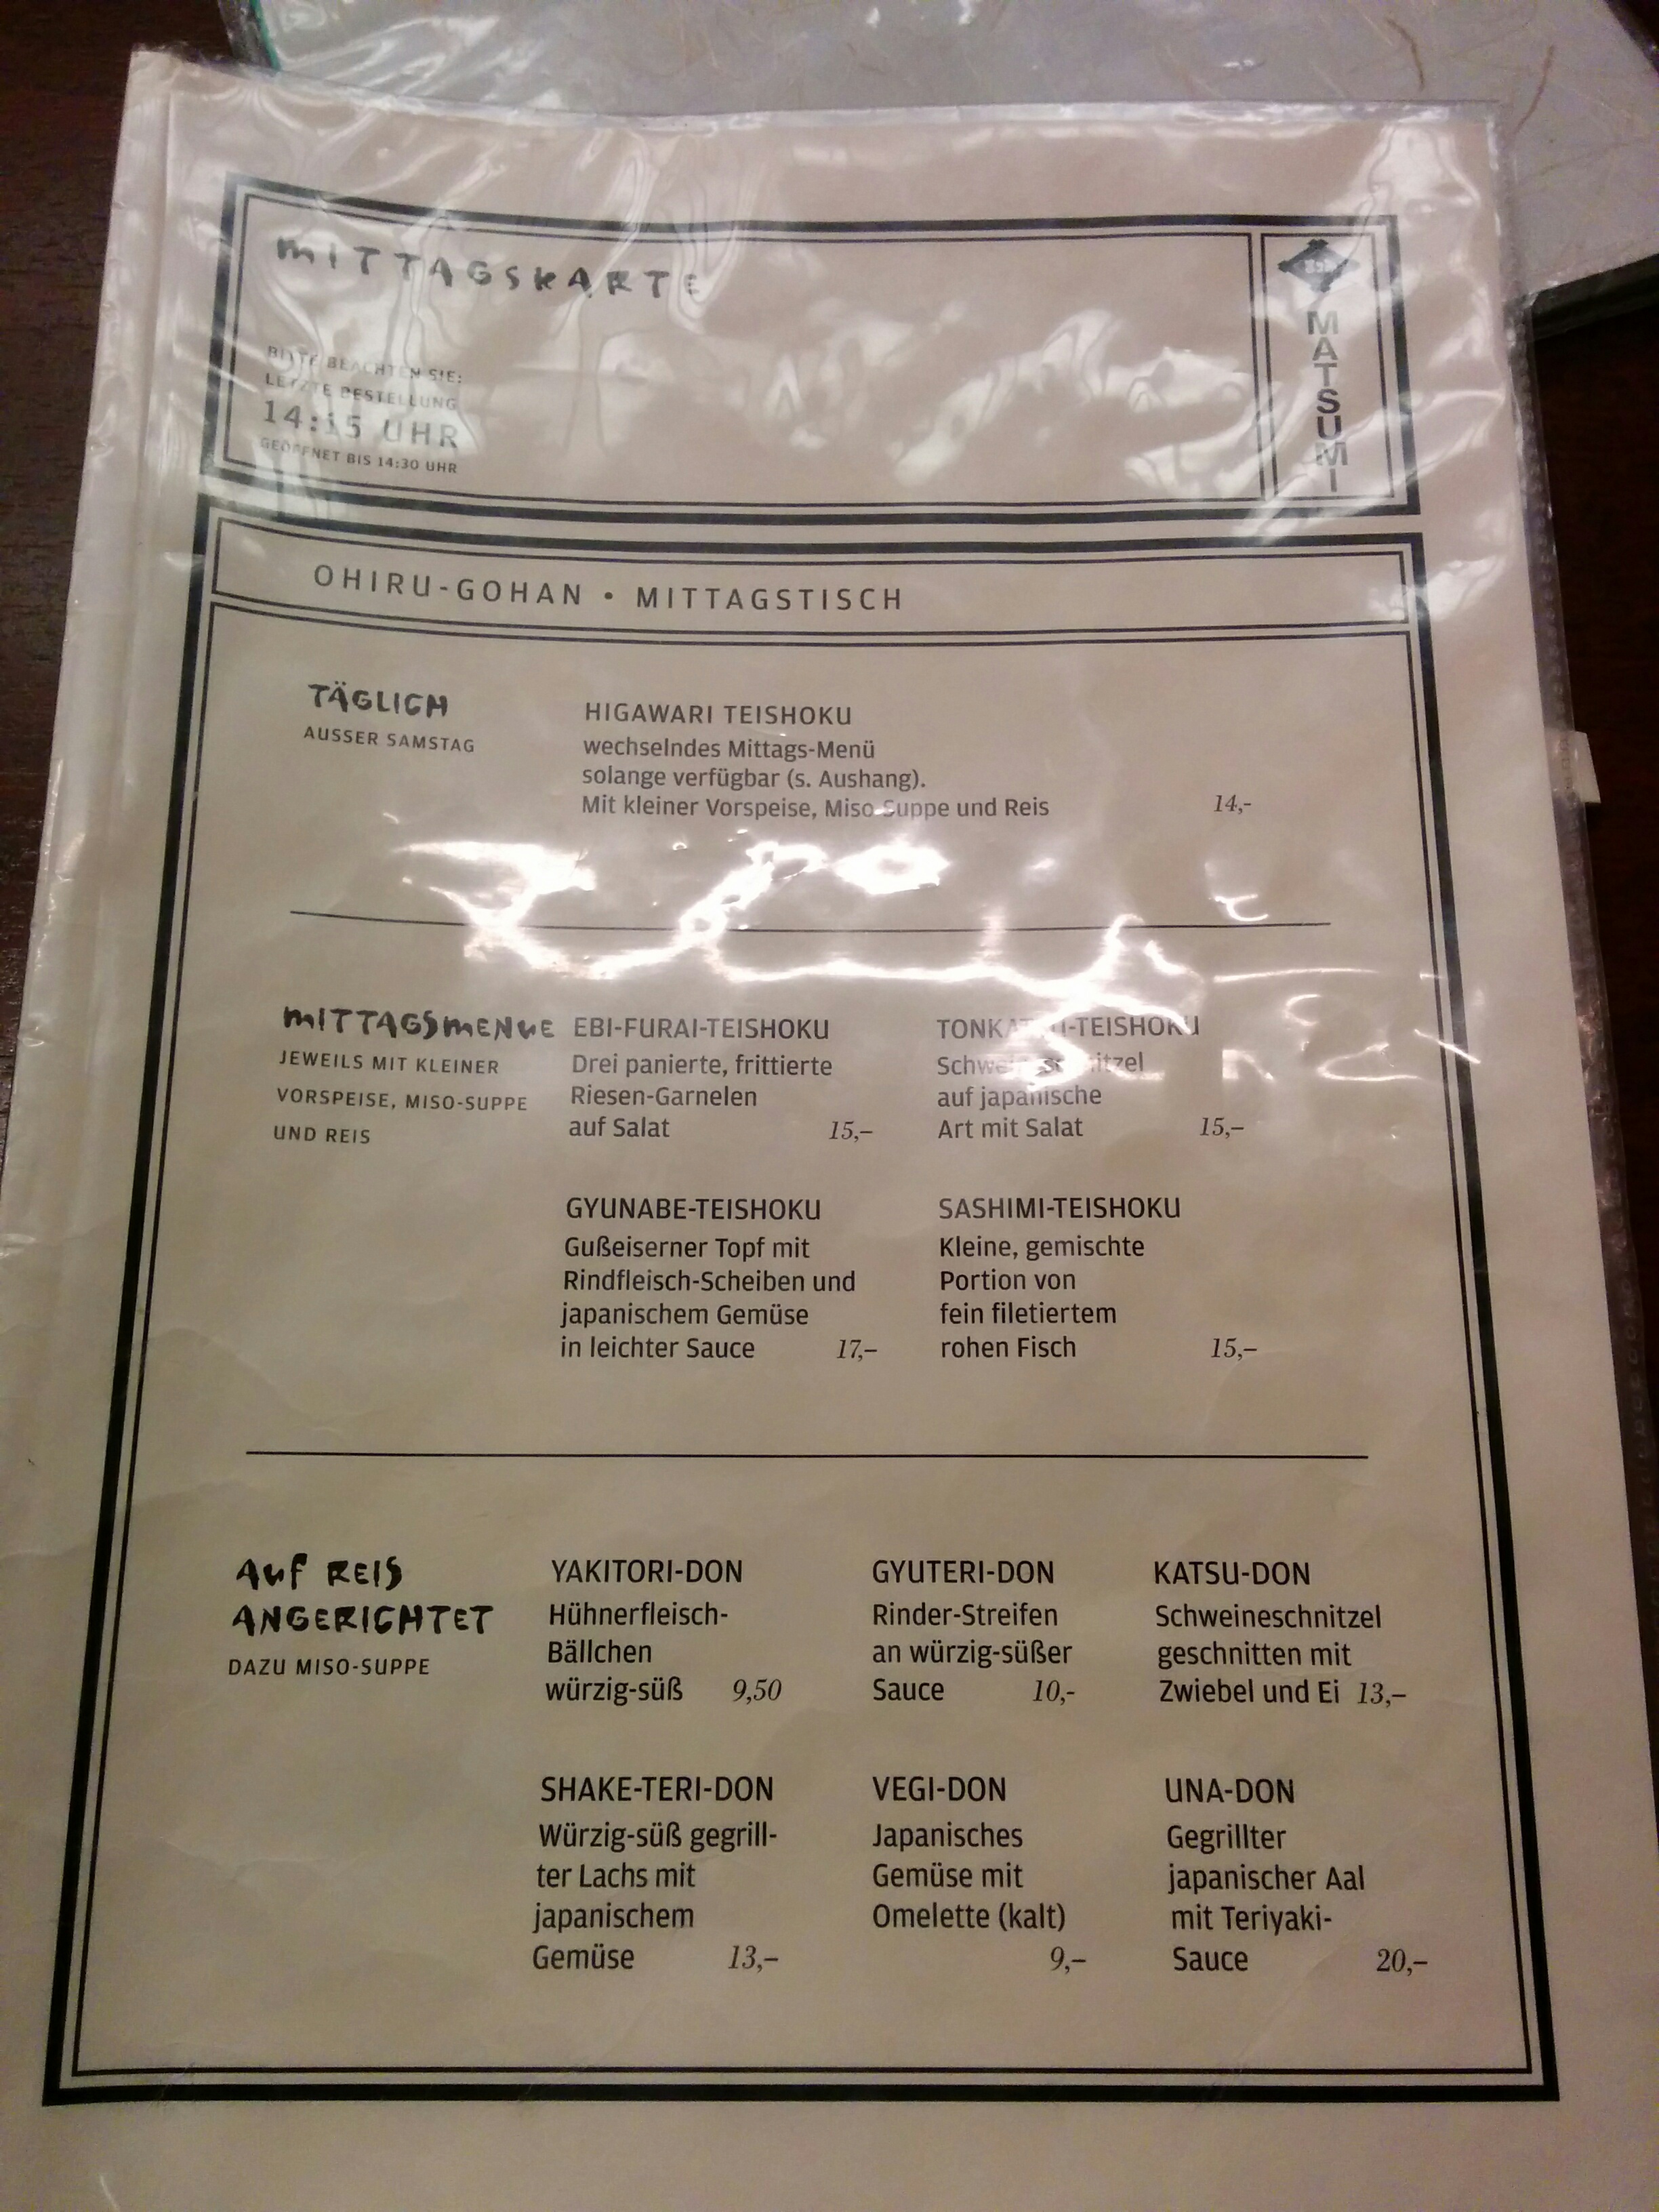 MITTAGSKARTE
BITTE BEACHTEN SIE:
LETZTE BESTELLUNG
14:15 UHR
GEÖFFNET BIS 14:30 UHR
MATSUMI
OHIRU-GOHAN • MITTAGSTISCH
TÄGLICH
AUSSER SAMSTAG
HIGAWARI TEISHOKU
wechselndes Mittags-Menü
solange verfügbar (s. Aushang).
Mit kleiner Vorspeise, Miso-Suppe und Reis 14,-
MITTAGSMENUE
JEWEILS MIT KLEINER
VORSPEISE, MISO-SUPPE
UND REIS
EBI-FURAI-TEISHOKU
Drei panierte, frittierte
Riesen-Garnelen
auf Salat 15,–
TONKATSU-TEISHOKU
Schweineschnitzel
auf japanische
Art mit Salat 15,–
GYUNABE-TEISHOKU
Gußeiserner Topf mit
Rindfleisch-Scheiben und
japanischem Gemüse
in leichter Sauce 17,–
SASHIMI-TEISHOKU
Kleine, gemischte
Portion von
fein filetiertem
rohen Fisch 15,–
AUF REIS
ANGERICHTET
DAZU MISO-SUPPE
YAKITORI-DON
Hühnerfleisch-
Bällchen
würzig-süß 9,50
GYUTERI-DON
Rinder-Streifen
an würzig-süßer
Sauce 10,-
KATSU-DON
Schweineschnitzel
geschnitten mit
Zwiebel und Ei 13,–
SHAKE-TERI-DON
Würzig-süß gegrill-
ter Lachs mit
japanischem
Gemüse 13,–
VEGI-DON
Japanisches
Gemüse mit
Omelette (kalt)
9,–
UNA-DON
Gegrillter
japanischer Aal
mit Teriyaki-
Sauce 20,–